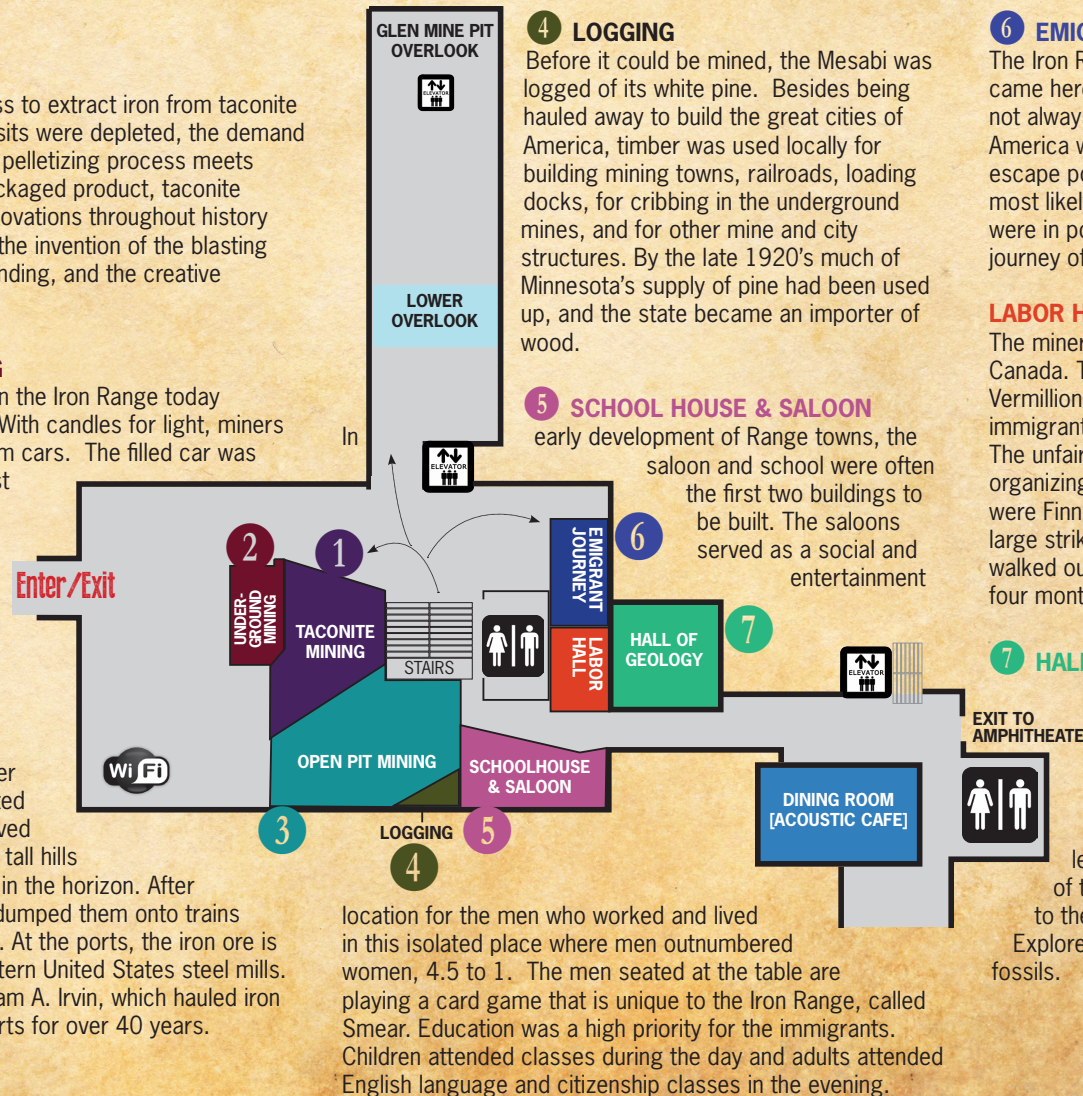 ss to extract iron from taconite
sits were depleted, the demand
pelletizing process meets
ckaged product, taconite
ovations throughout history
the invention of the blasting
nding, and the creative
G
n the Iron Range today
With candles for light, miners
m cars. The filled car was
st
GLEN MINE PIT
OVERLOOK
ELEVATOR
LOWER
OVERLOOK
ELEVATOR
Enter/Exit
2
1
UNDER-
GROUND
MINING
TACONITE
MINING
STAIRS
EMIGRANT
JOURNEY
6
LABOR
HALL
HALL OF
GEOLOGY
7
ELEVATOR
EXIT TO
AMPHITHEATE
Wi Fi
OPEN PIT MINING
SCHOOLHOUSE
& SALOON
3
LOGGING
4
5
DINING ROOM
[ACOUSTIC CAFE]
er
ted
ved
tall hills
in the horizon. After
dumped them onto trains
. At the ports, the iron ore is
tern United States steel mills.
am A. Irvin, which hauled iron
rts for over 40 years.
4 LOGGING
Before it could be mined, the Mesabi was
logged of its white pine. Besides being
hauled away to build the great cities of
America, timber was used locally for
building mining towns, railroads, loading
docks, for cribbing in the underground
mines, and for other mine and city
structures. By the late 1920's much of
Minnesota's supply of pine had been used
up, and the state became an importer of
wood.
5 SCHOOL HOUSE & SALOON
In early development of Range towns, the
saloon and school were often
the first two buildings to
be built. The saloons
served as a social and
entertainment
location for the men who worked and lived
in this isolated place where men outnumbered
women, 4.5 to 1. The men seated at the table are
playing a card game that is unique to the Iron Range, called
Smear. Education was a high priority for the immigrants.
Children attended classes during the day and adults attended
English language and citizenship classes in the evening.
6 EMIG
The Iron R
came here
not alway
America w
escape po
most likel
were in po
journey of
LABOR H
The miner
Canada. T
Vermillion
immigrant
The unfair
organizing
were Finn
large strik
walked ou
four mont
7 HALL
le
of t
to the
Explore
fossils.